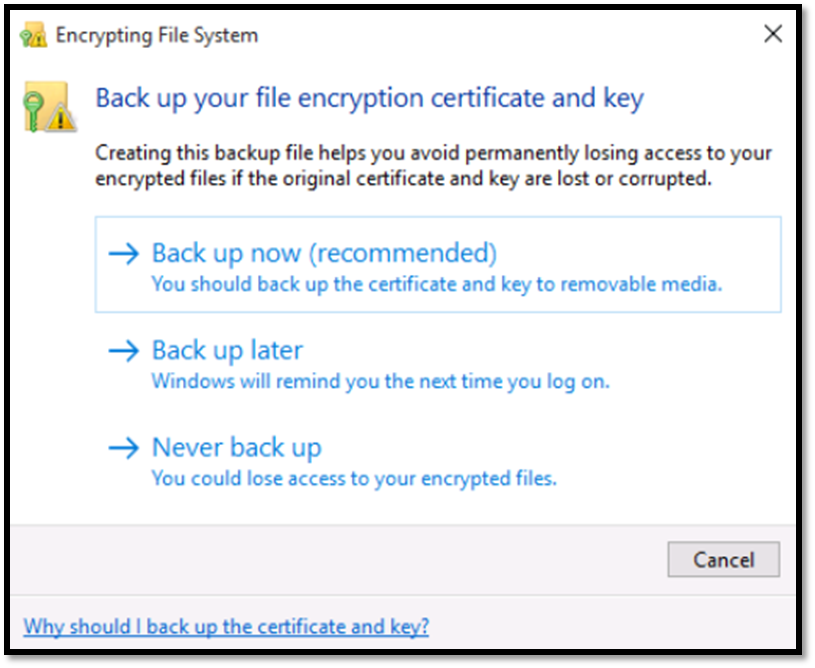 Encrypting File System
Back up your file encryption certificate and key
Creating this backup file helps you avoid permanently losing access to your
encrypted files if the original certificate and key are lost or corrupted.
Back up now (recommended)
You should back up the certificate and key to removable media.
Back up later
Windows will remind you the next time you log on.
Never back up
You could lose access to your encrypted files.
Cancel
Why should I back up the certificate and key?